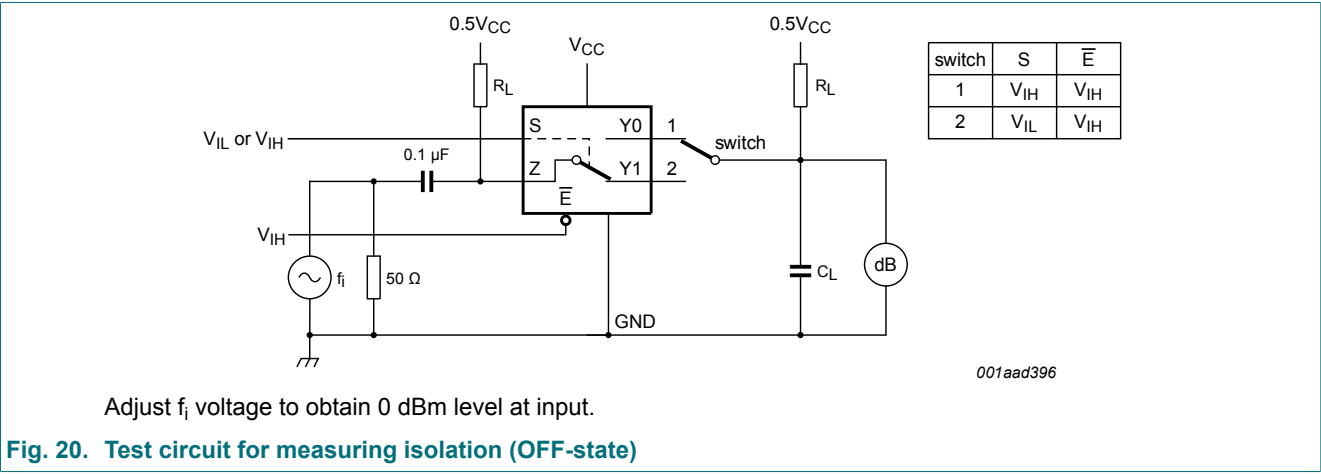 0.5VCC
0.5VCC
VCC
switch S E̅
1 VIH VIH
2 VIL VIH
RL
RL
VIL or VIH
S
Y0
1
switch
0.1 µF
Z
Y1
2
E̅
VIH
fi
50 Ω
CL
dB
GND
001aad396
Adjust fi voltage to obtain 0 dBm level at input.
Fig. 20. Test circuit for measuring isolation (OFF-state)